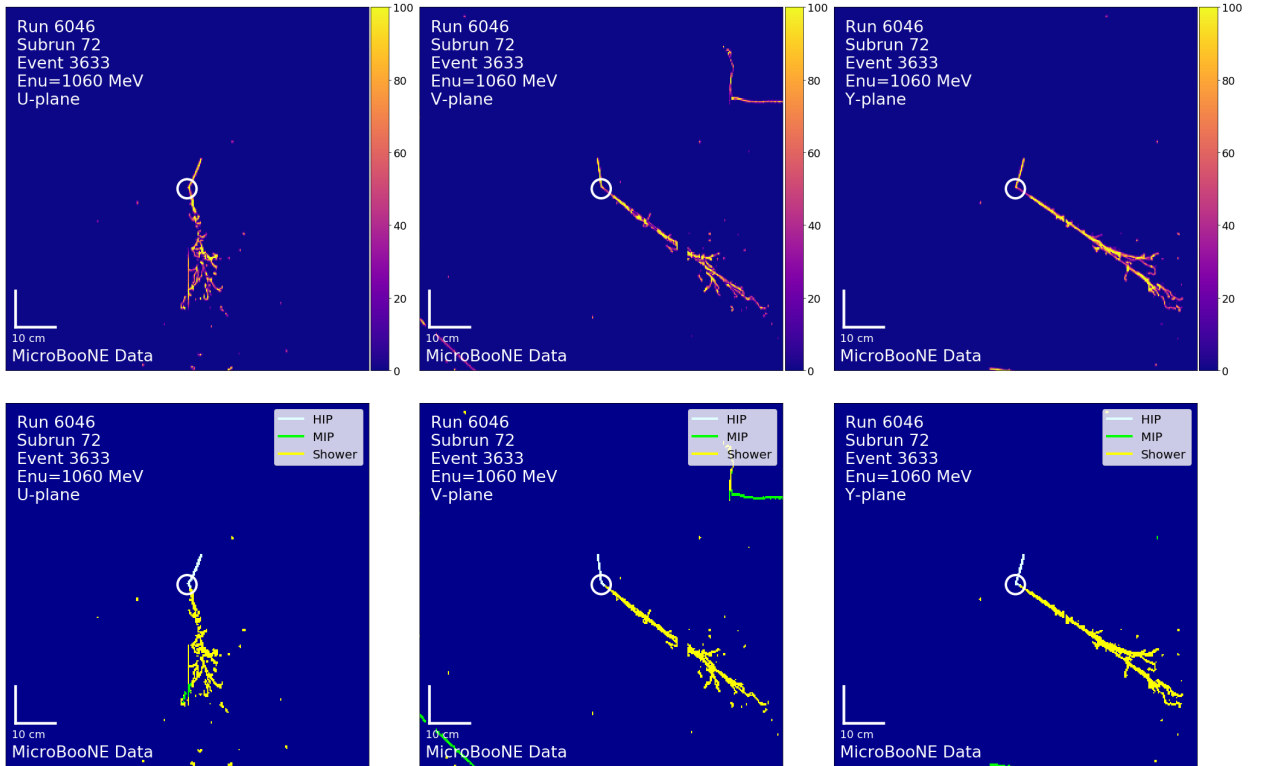 Run 6046
Subrun 72
Event 3633
Enu=1060 MeV
U-plane
10 cm
MicroBooNE Data
100
80
60
40
20
0
Run 6046
Subrun 72
Event 3633
Enu=1060 MeV
V-plane
10 cm
MicroBooNE Data
100
80
60
40
20
0
Run 6046
Subrun 72
Event 3633
Enu=1060 MeV
Y-plane
10 cm
MicroBooNE Data
100
80
60
40
20
0
Run 6046
Subrun 72
Event 3633
Enu=1060 MeV
U-plane
HIP
MIP
Shower
10 cm
MicroBooNE Data
Run 6046
Subrun 72
Event 3633
Enu=1060 MeV
V-plane
HIP
MIP
Shower
10 cm
MicroBooNE Data
Run 6046
Subrun 72
Event 3633
Enu=1060 MeV
Y-plane
HIP
MIP
Shower
10 cm
MicroBooNE Data